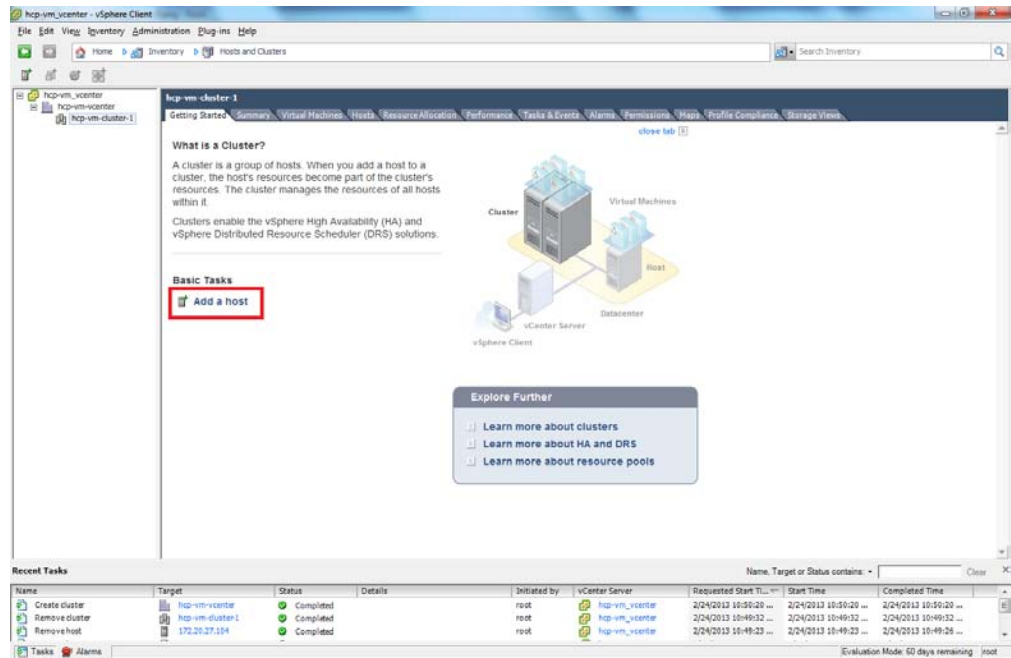 hcp-vm_vcenter - vSphere Client
File Edit View Inventory Administration Plug-ins Help
Home Inventory Hosts and Clusters
Search Inventory
hcp-vm_vcenter
hcp-vm-vcenter
hcp-vm-cluster-1
hcp-vm-cluster-1
Getting Started Summary Virtual Machines Hosts Resource Allocation Performance Tasks & Events Alarms Permissions Maps Profile Compliance Storage Views
close tab
What is a Cluster?
A cluster is a group of hosts. When you add a host to a
cluster, the host's resources become part of the cluster's
resources. The cluster manages the resources of all hosts
within it.
Clusters enable the vSphere High Availability (HA) and
vSphere Distributed Resource Scheduler (DRS) solutions.
Basic Tasks
Add a host
Cluster
Virtual Machines
Host
Datacenter
vCenter Server
vSphere Client
Explore Further
Learn more about clusters
Learn more about HA and DRS
Learn more about resource pools
Recent Tasks
Name, Target or Status contains:
Clear
Name Target Status Details Initiated by vCenter Server Requested Start Ti... Start Time Completed Time
Create cluster hcp-vm-vcenter Completed root hcp-vm_vcenter 2/24/2013 10:50:20 ... 2/24/2013 10:50:20 ... 2/24/2013 10:50:20 ...
Remove cluster hcp-vm-cluster-1 Completed root hcp-vm_vcenter 2/24/2013 10:49:32 ... 2/24/2013 10:49:32 ... 2/24/2013 10:49:32 ...
Remove host 172.20.27.104 Completed root hcp-vm_vcenter 2/24/2013 10:49:23 ... 2/24/2013 10:49:23 ... 2/24/2013 10:49:26 ...
Tasks Alarms
Evaluation Mode: 60 days remaining root